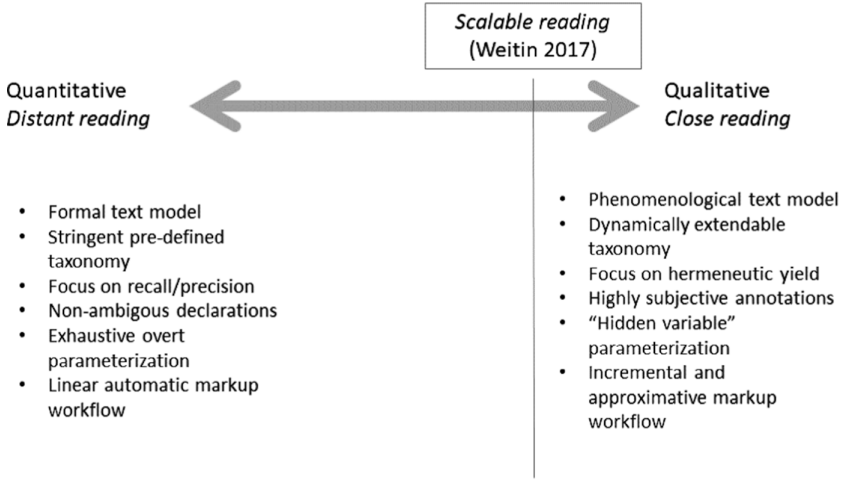 Scalable reading
(Weitin 2017)
Quantitative
Distant reading
Qualitative
Close reading
• Formal text model
• Stringent pre-defined
taxonomy
• Focus on recall/precision
• Non-ambigous declarations
• Exhaustive overt
parameterization
• Linear automatic markup
workflow
• Phenomenological text model
• Dynamically extendable
taxonomy
• Focus on hermeneutic yield
• Highly subjective annotations
• “Hidden variable”
parameterization
• Incremental and
approximative markup
workflow